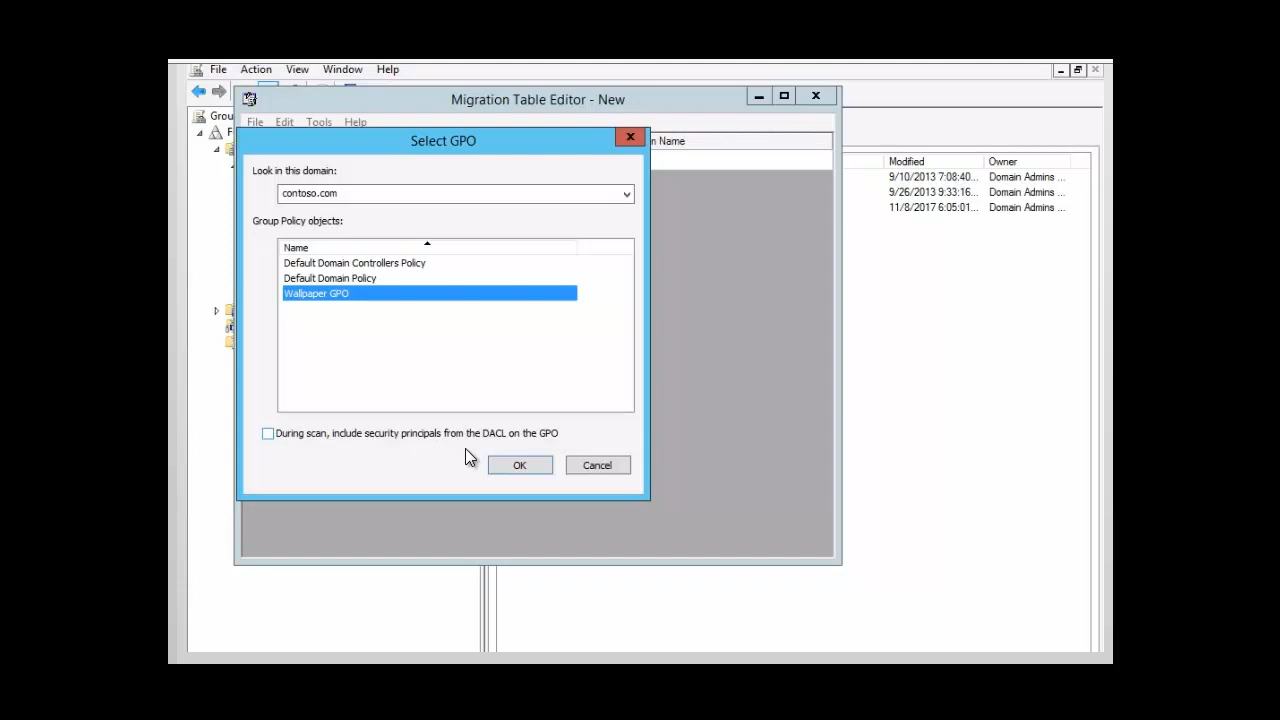 File Action View Window Help
Migration Table Editor - New
Grou
File Edit Tools Help
F
Select GPO
n Name
Look in this domain:
contoso.com
Group Policy objects:
Name
Default Domain Controllers Policy
Default Domain Policy
Wallpaper GPO
During scan, include security principals from the DACL on the GPO
OK Cancel
Modified Owner
9/10/2013 7:08:40... Domain Admins ...
9/26/2013 9:33:16... Domain Admins ...
11/8/2017 6:05:01... Domain Admins ...